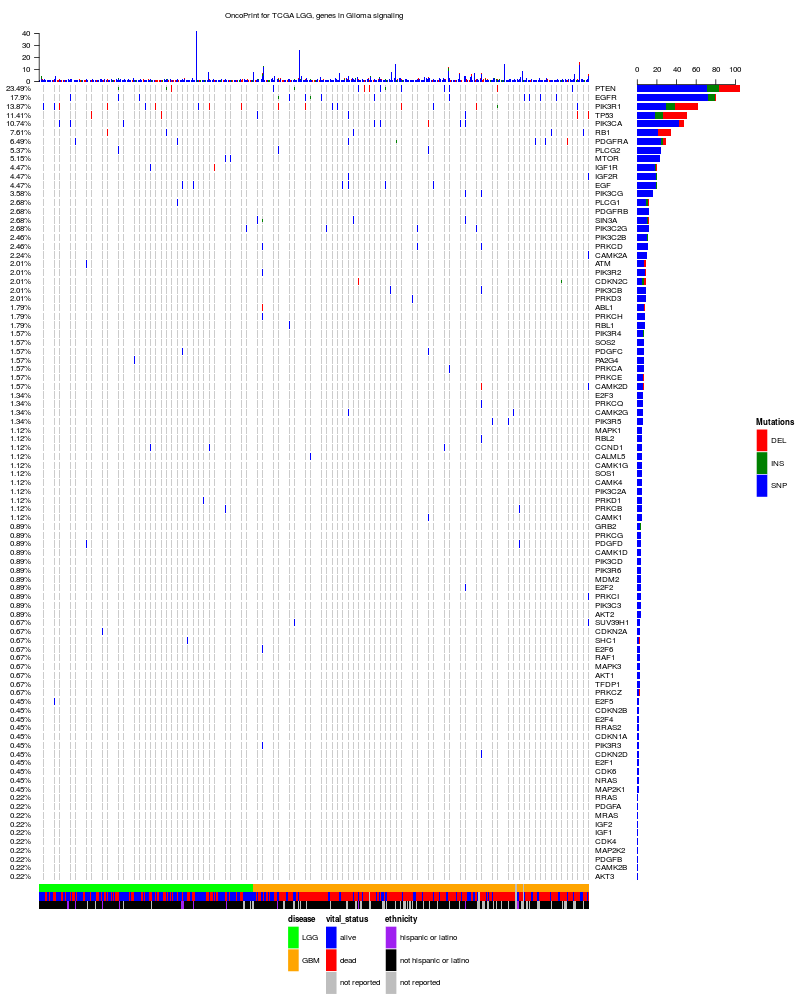 OncoPrint for TCGA LGG, genes in Glioma signaling
40
30
20
10
0
0 20 40 60 80 100
23.49% PTEN
17.9% EGFR
13.87% PIK3R1
11.41% TP53
10.74% PIK3CA
7.61% RB1
6.49% PDGFRA
5.37% PLCG2
5.15% MTOR
4.47% IGF1R
4.47% IGF2R
4.47% EGF
3.58% PIK3CG
2.68% PLCG1
2.68% PDGFRB
2.68% SIN3A
2.68% PIK3C2G
2.46% PIK3C2B
2.46% PRKCD
2.24% CAMK2A
2.01% ATM
2.01% PIK3R2
2.01% CDKN2C
2.01% PIK3CB
2.01% PRKD3
1.79% ABL1
1.79% PRKCH
1.79% RBL1
1.57% PIK3R4
1.57% SOS2
1.57% PDGFC
1.57% PA2G4
1.57% PRKCA
1.57% PRKCE
1.57% CAMK2D
1.34% E2F3
1.34% PRKCQ
1.34% CAMK2G
1.34% PIK3R5
1.12% MAPK1
1.12% RBL2
1.12% CCND1
1.12% CALML5
1.12% CAMK1G
1.12% SOS1
1.12% CAMK4
1.12% PIK3C2A
1.12% PRKD1
1.12% PRKCB
1.12% CAMK1
0.89% GRB2
0.89% PRKCG
0.89% PDGFD
0.89% CAMK1D
0.89% PIK3CD
0.89% PIK3R6
0.89% MDM2
0.89% E2F2
0.89% PRKCI
0.89% PIK3C3
0.89% AKT2
0.67% SUV39H1
0.67% CDKN2A
0.67% SHC1
0.67% E2F6
0.67% RAF1
0.67% MAPK3
0.67% AKT1
0.67% TFDP1
0.67% PRKCZ
0.45% E2F5
0.45% CDKN2B
0.45% E2F4
0.45% RRAS2
0.45% CDKN1A
0.45% PIK3R3
0.45% CDKN2D
0.45% E2F1
0.45% CDK6
0.45% NRAS
0.45% MAP2K1
0.22% RRAS
0.22% PDGFA
0.22% MRAS
0.22% IGF2
0.22% IGF1
0.22% CDK4
0.22% MAP2K2
0.22% PDGFB
0.22% CAMK2B
0.22% AKT3
Mutations
DEL
INS
SNP
disease vital_status ethnicity
LGG alive hispanic or latino
GBM dead not hispanic or latino
not reported not reported